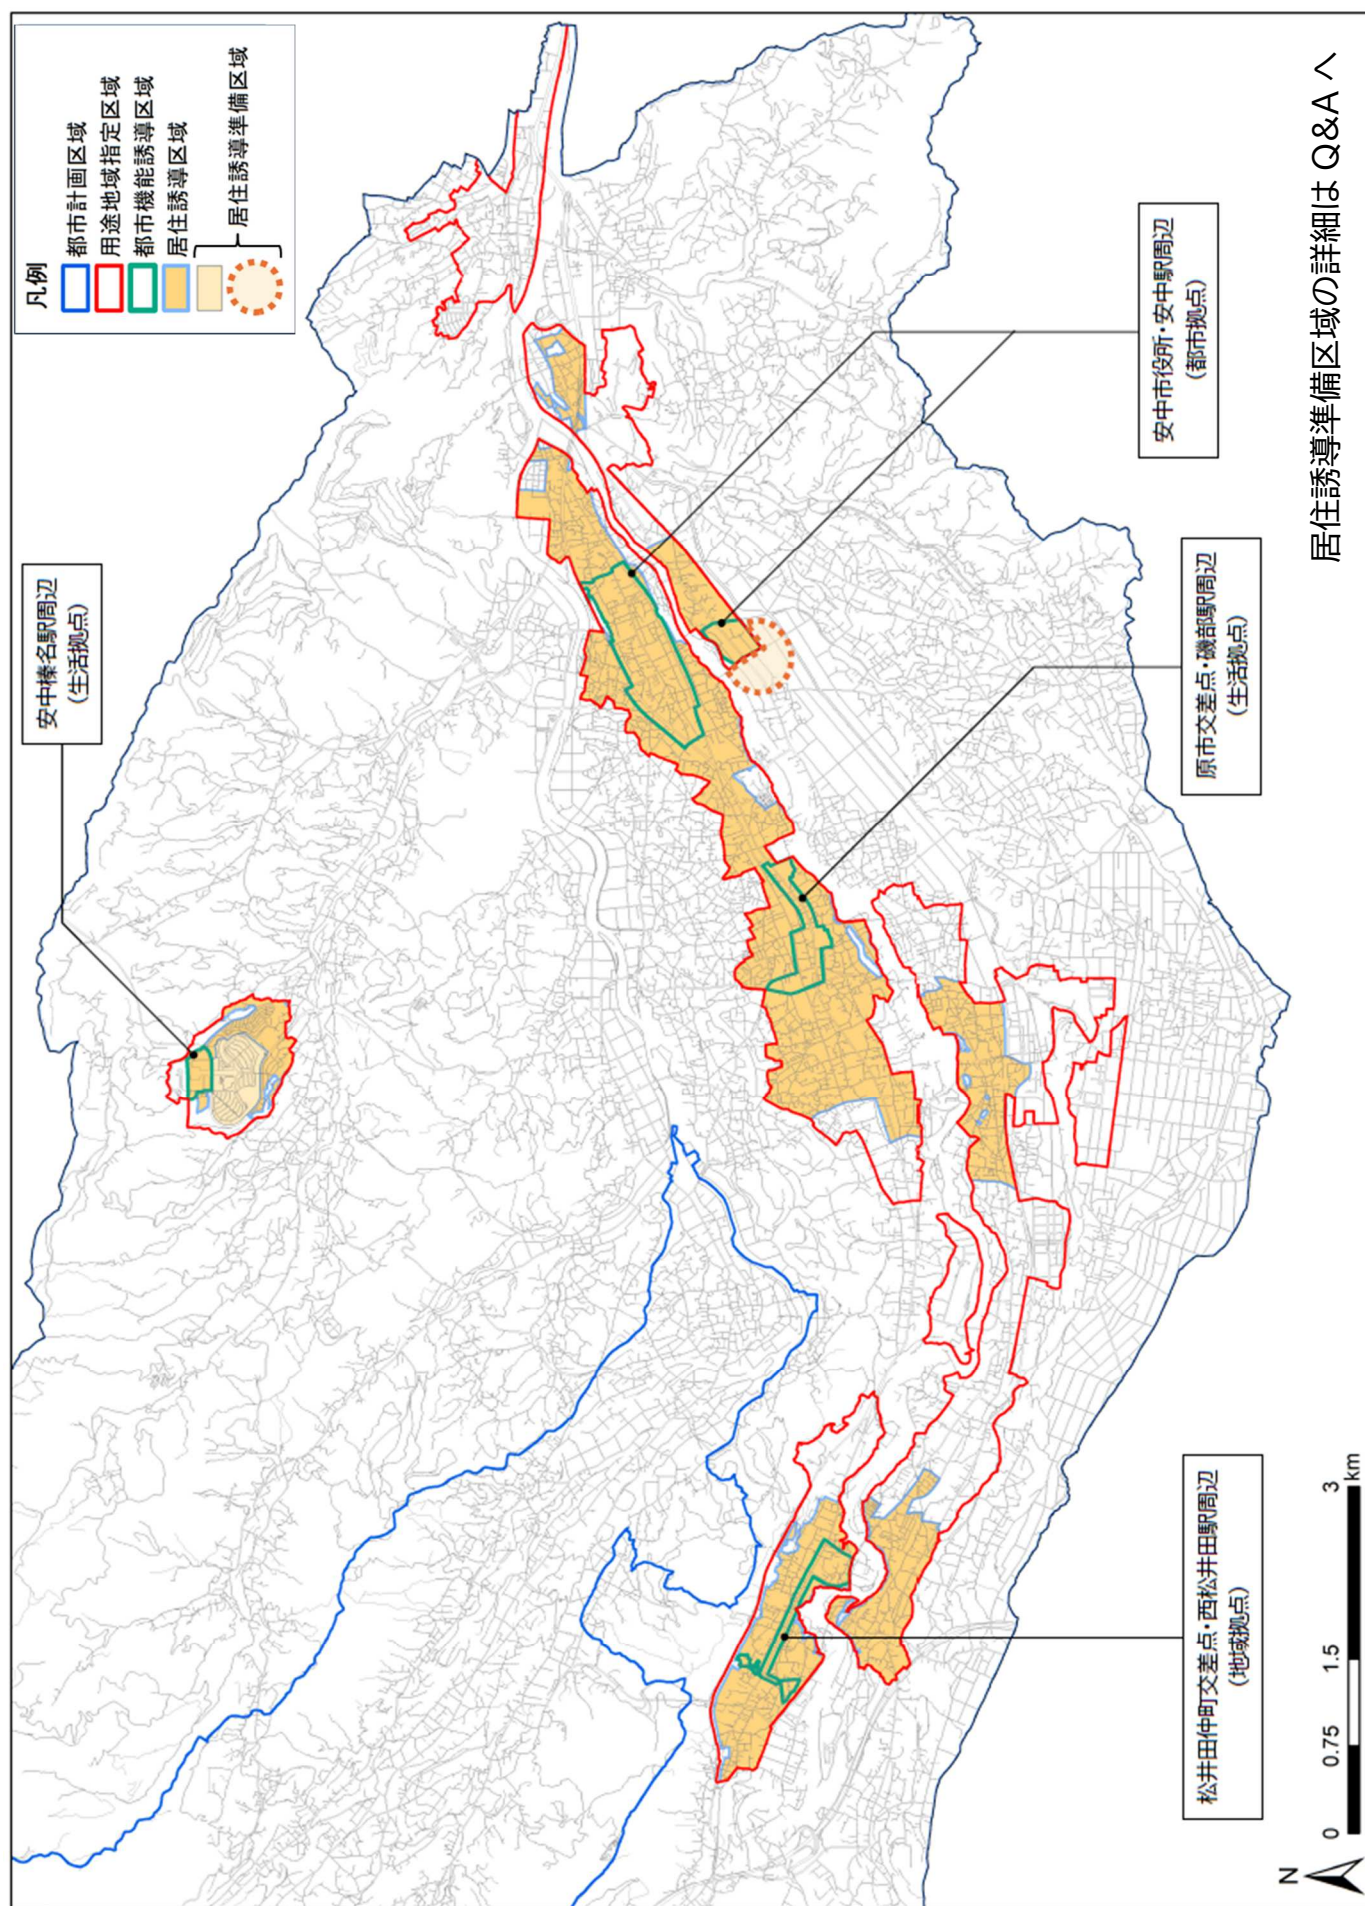 凡例
都市計画区域
用途地域指定区域
都市機能誘導区域
居住誘導区域
居住誘導準備区域
安中榛名駅周辺
(生活拠点)
安中市役所・安中駅周辺
(都市拠点)
原市交差点・磯部駅周辺
(生活拠点)
松井田仲町交差点・西松井田駅周辺
(地域拠点)
居住誘導準備区域の詳細は Q&A へ
N
0 0.75 1.5 3 km